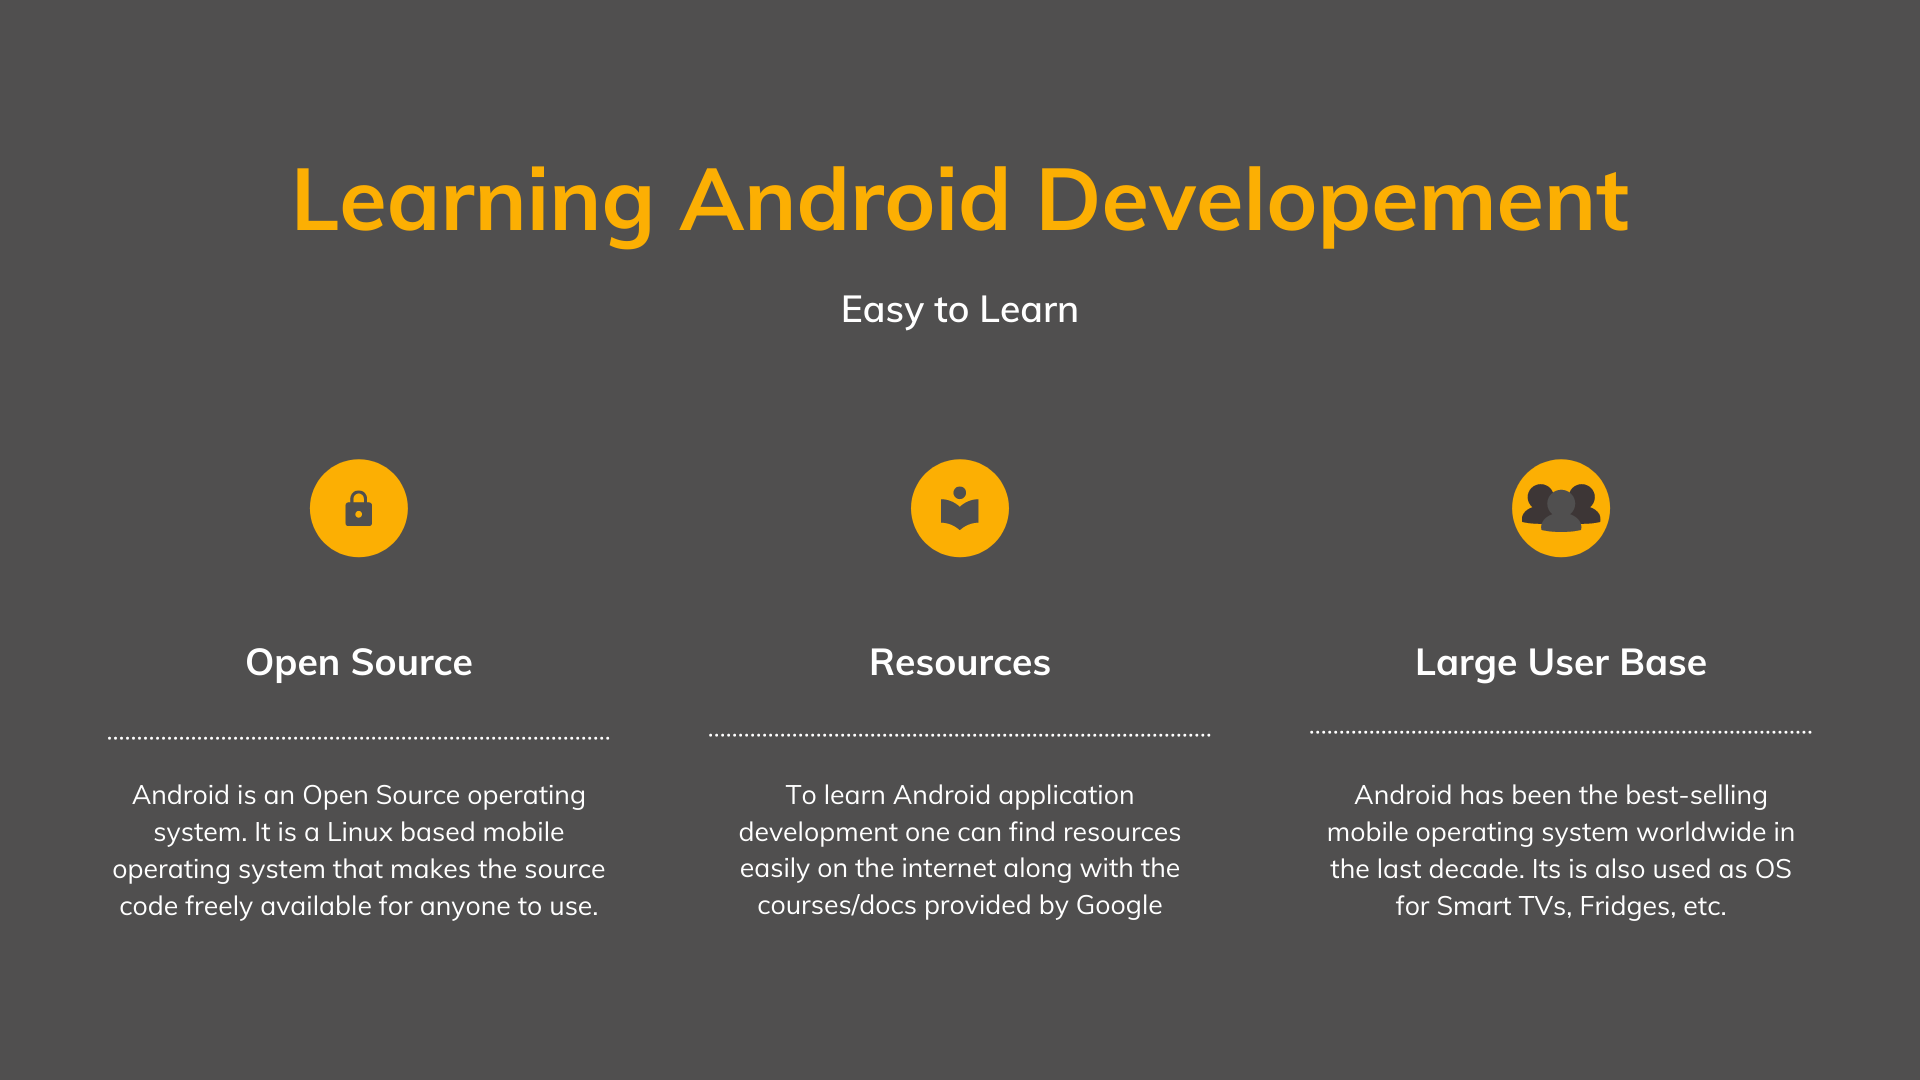 Learning Android Developement
Easy to Learn
Open Source
Android is an Open Source operating
system. It is a Linux based mobile
operating system that makes the source
code freely available for anyone to use.
Resources
To learn Android application
development one can find resources
easily on the internet along with the
courses/docs provided by Google
Large User Base
Android has been the best-selling
mobile operating system worldwide in
the last decade. Its is also used as OS
for Smart TVs, Fridges, etc.